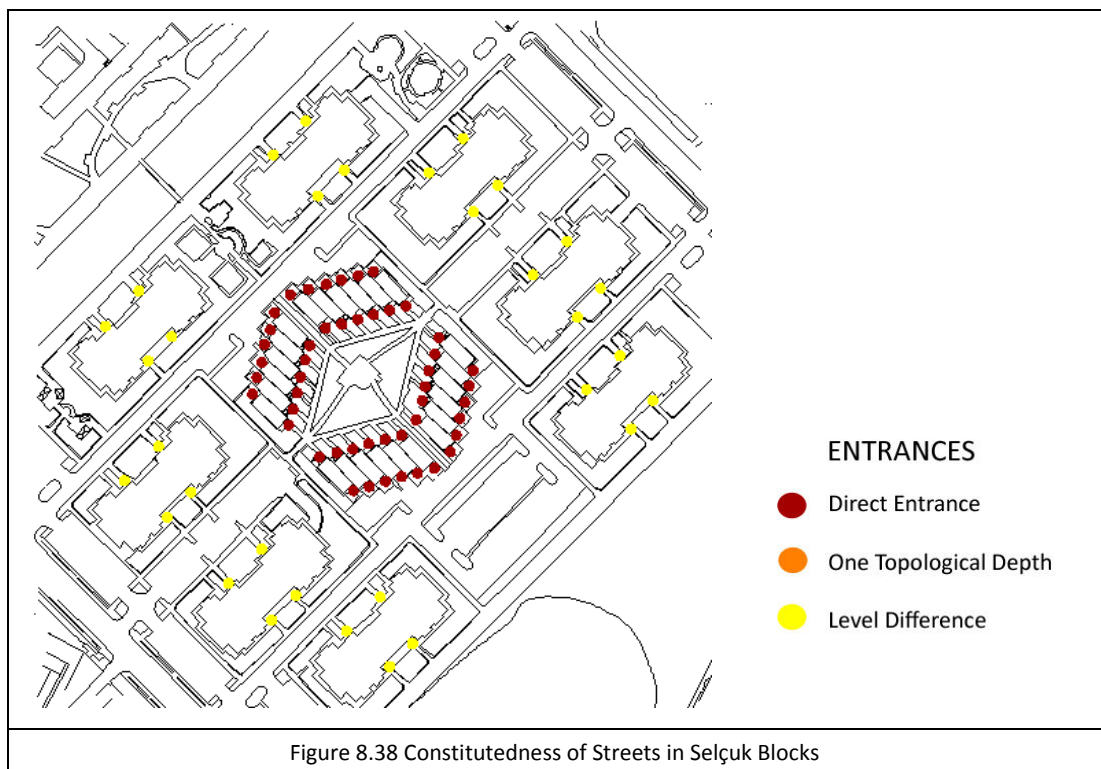 ENTRANCES
Direct Entrance
One Topological Depth
Level Difference
Figure 8.38 Constitutedness of Streets in Selçuk Blocks